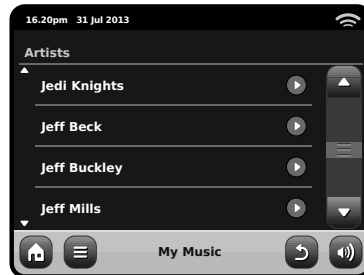 16.20pm 31 Jul 2013
Artists
Jedi Knights
Jeff Beck
Jeff Buckley
Jeff Mills
My Music